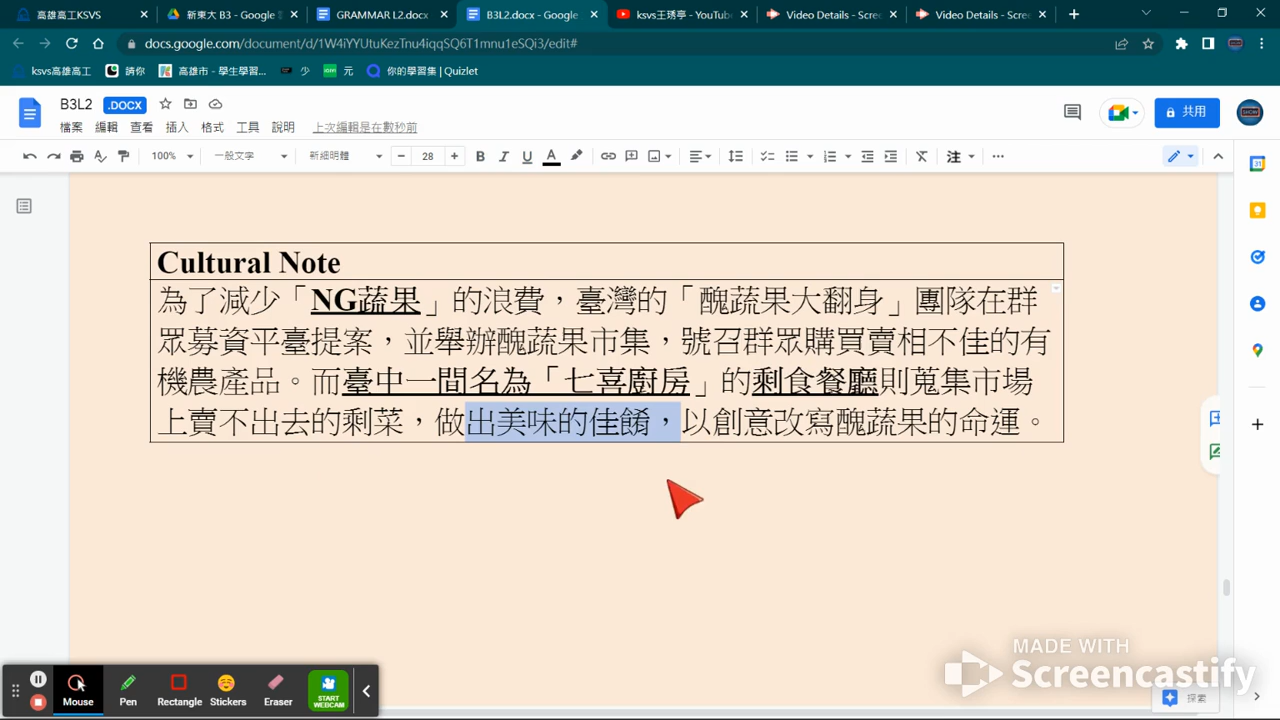 高雄高工KSVS
新東大 B3 - Google
GRAMMAR L2.docx
B3L2.docx - Google
ksvs王琇亭 - YouTube
Video Details - Scree
Video Details - Scree
docs.google.com/document/d/1W4iYYUtuKezTnu4iqqSQ6T1mnu1eSQi3/edit#
ksvs高雄高工
請你
高雄市 - 學生學習...
少
元
你的學習集 | Quizlet
B3L2 .DOCX
檔案 編輯 查看 插入 格式 工具 說明 上次編輯是在數秒前
共用
100% 一般文字 新細明體 28 B I U A 注
Cultural Note
為了減少「NG蔬果」的浪費，臺灣的「醜蔬果大翻身」團隊在群
眾募資平臺提案，並舉辦醜蔬果市集，號召群眾購買賣相不佳的有
機農產品。而臺中一間名為「七喜廚房」的剩食餐廳則蒐集市場
上賣不出去的剩菜，做出美味的佳餚，以創意改寫醜蔬果的命運。
MADE WITH
Screencastify
探索
Mouse Pen Rectangle Stickers Eraser START WEBCAM